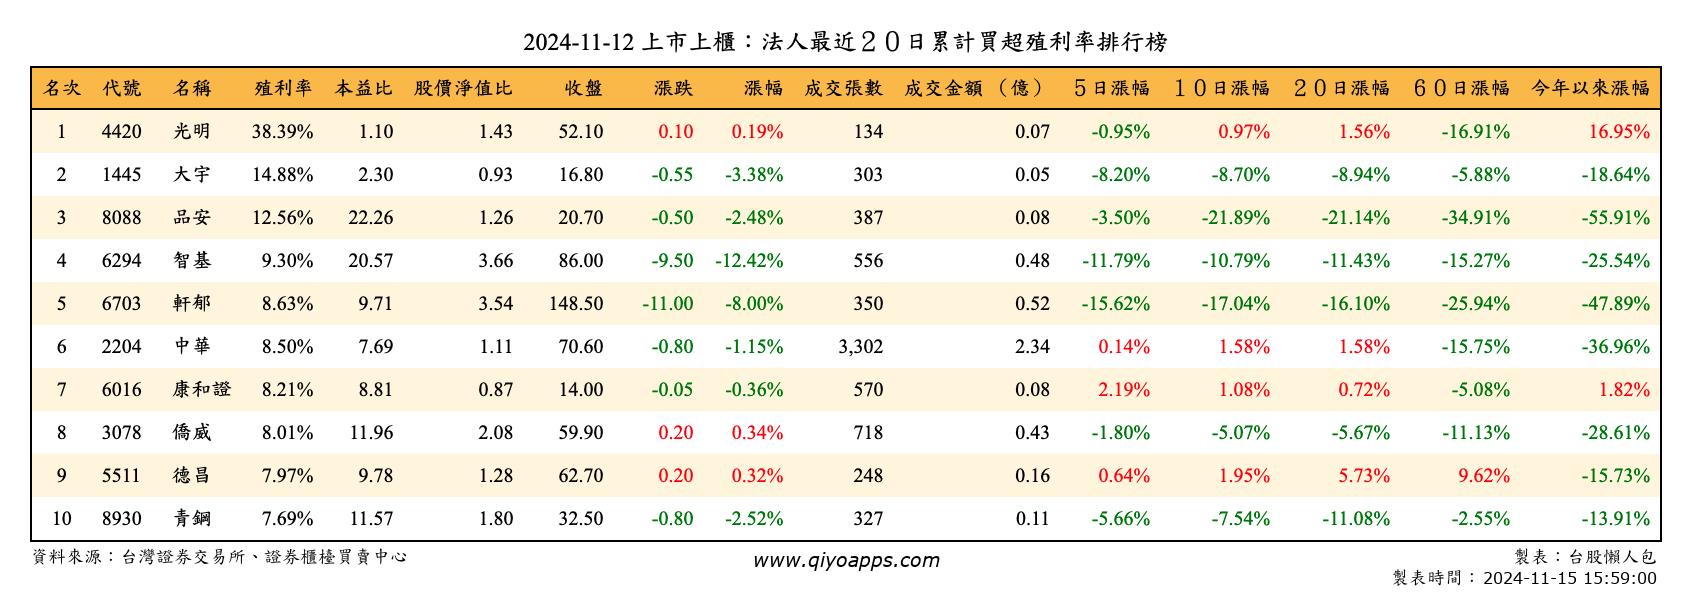 2024-11-12 上市上櫃：法人最近２０日累計買超殖利率排行榜
名次 代號 名稱 殖利率 本益比 股價淨值比 收盤 漲跌 漲幅 成交張數 成交金額（億） ５日漲幅 １０日漲幅 ２０日漲幅 ６０日漲幅 今年以來漲幅
1 4420 光明 38.39% 1.10 1.43 52.10 0.10 0.19% 134 0.07 -0.95% 0.97% 1.56% -16.91% 16.95%
2 1445 大宇 14.88% 2.30 0.93 16.80 -0.55 -3.38% 303 0.05 -8.20% -8.70% -8.94% -5.88% -18.64%
3 8088 品安 12.56% 22.26 1.26 20.70 -0.50 -2.48% 387 0.08 -3.50% -21.89% -21.14% -34.91% -55.91%
4 6294 智基 9.30% 20.57 3.66 86.00 -9.50 -12.42% 556 0.48 -11.79% -10.79% -11.43% -15.27% -25.54%
5 6703 軒郁 8.63% 9.71 3.54 148.50 -11.00 -8.00% 350 0.52 -15.62% -17.04% -16.10% -25.94% -47.89%
6 2204 中華 8.50% 7.69 1.11 70.60 -0.80 -1.15% 3,302 2.34 0.14% 1.58% 1.58% -15.75% -36.96%
7 6016 康和證 8.21% 8.81 0.87 14.00 -0.05 -0.36% 570 0.08 2.19% 1.08% 0.72% -5.08% 1.82%
8 3078 僑威 8.01% 11.96 2.08 59.90 0.20 0.34% 718 0.43 -1.80% -5.07% -5.67% -11.13% -28.61%
9 5511 德昌 7.97% 9.78 1.28 62.70 0.20 0.32% 248 0.16 0.64% 1.95% 5.73% 9.62% -15.73%
10 8930 青鋼 7.69% 11.57 1.80 32.50 -0.80 -2.52% 327 0.11 -5.66% -7.54% -11.08% -2.55% -13.91%
資料來源：台灣證券交易所、證券櫃檯買賣中心 www.qiyoapps.com 製表：台股懶人包
製表時間：2024-11-15 15:59:00